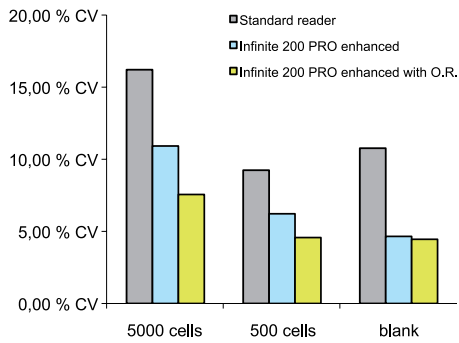 20,00 % CV
Standard reader
Infinite 200 PRO enhanced
Infinite 200 PRO enhanced with O.R.
15,00 % CV
10,00 % CV
5,00 % CV
0,00 % CV
5000 cells 500 cells blank